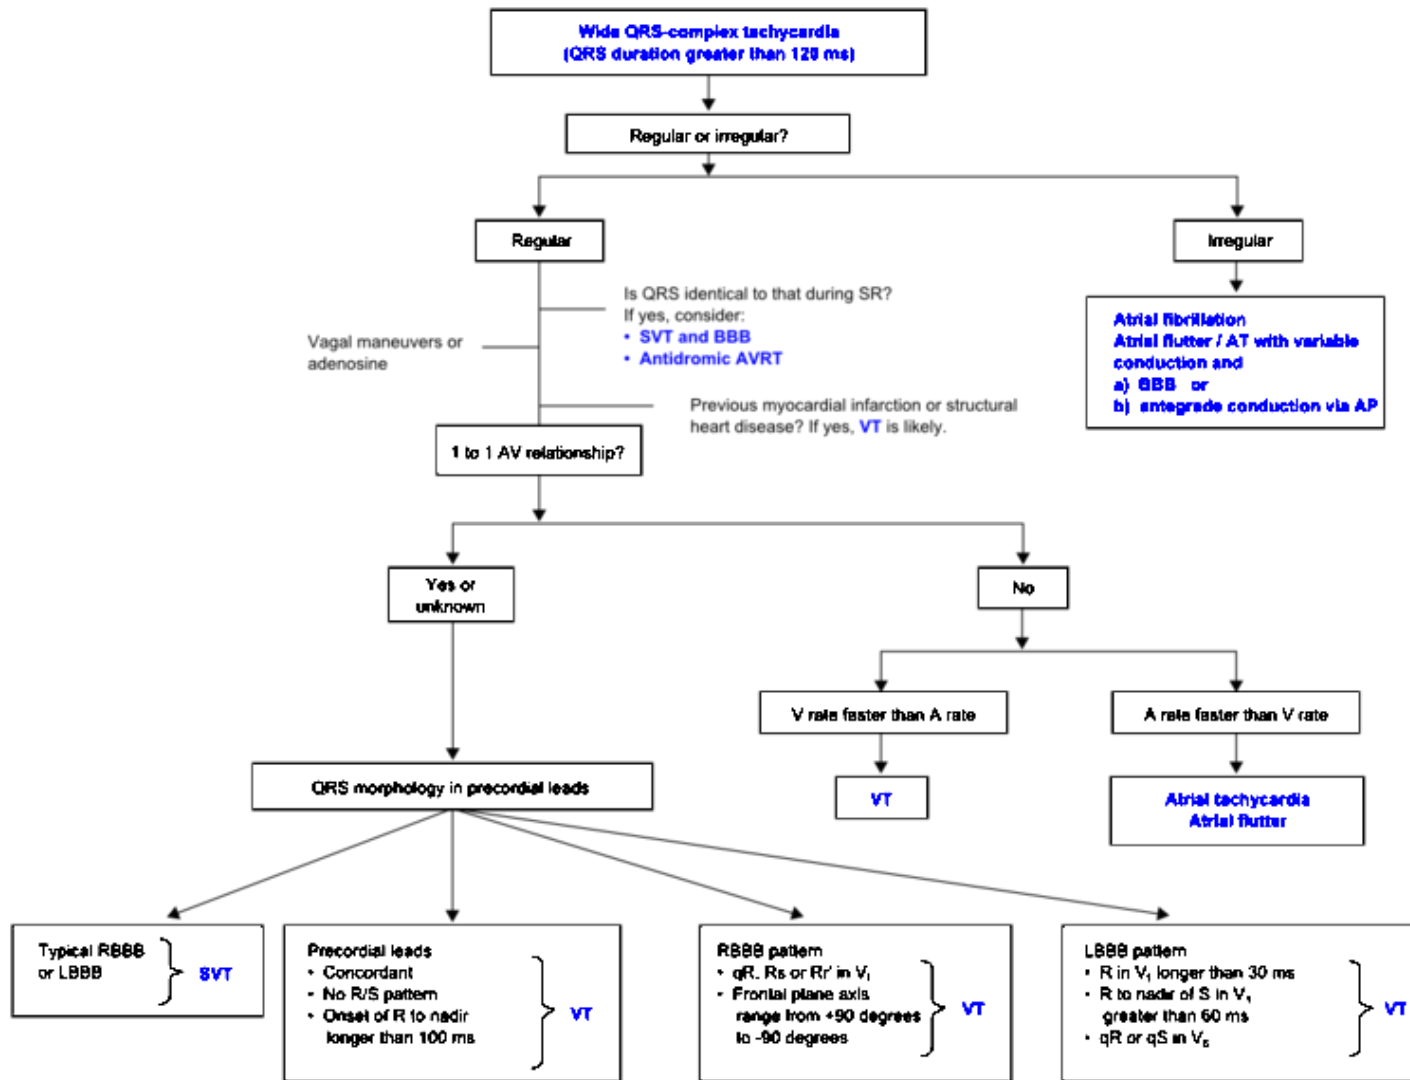 Wide QRS-complex tachycardia
(QRS duration greater than 120 ms)
Regular or irregular?
Regular
Irregular
Is QRS identical to that during SR?
If yes, consider:
• SVT and BBB
• Antidromic AVRT
Vagal maneuvers or
adenosine
Previous myocardial infarction or structural
heart disease? If yes, VT is likely.
Atrial fibrillation
Atrial flutter / AT with variable
conduction and
a) BBB or
b) antegrade conduction via AP
1 to 1 AV relationship?
Yes or
unknown
No
V rate faster than A rate
A rate faster than V rate
QRS morphology in precordial leads
VT
Atrial tachycardia
Atrial flutter
Typical RBBB
or LBBB
SVT
Precordial leads
• Concordant
• No R/S pattern
• Onset of R to nadir
longer than 100 ms
VT
RBBB pattern
• qR, Rs or Rr' in V₁
• Frontal plane axis
range from +90 degrees
to -90 degrees
VT
LBBB pattern
• R in V₁ longer than 30 ms
• R to nadir of S in V₁
greater than 60 ms
• qR or qS in V₆
VT